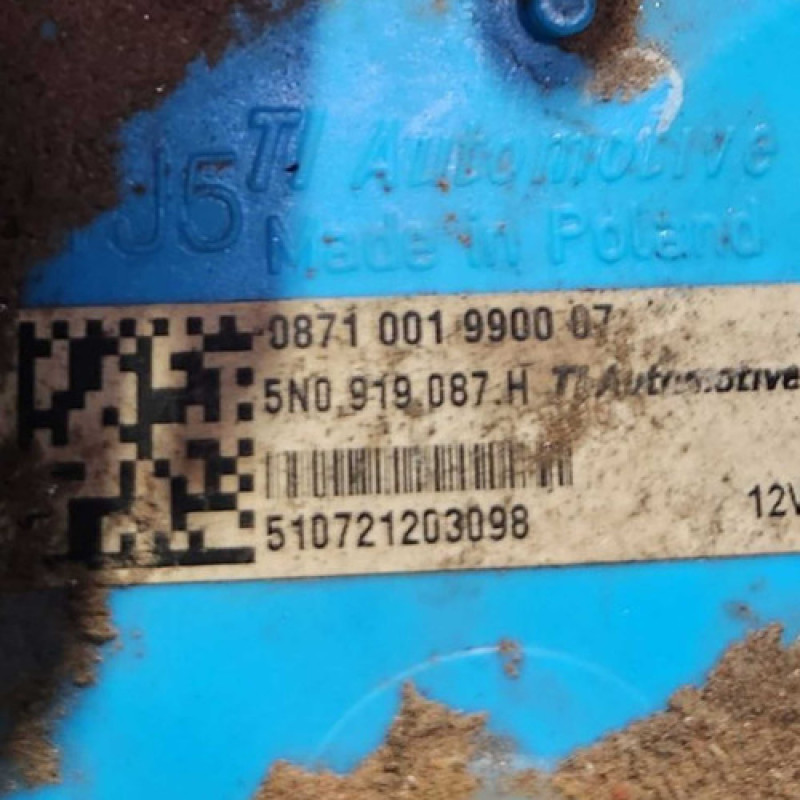 TI Automotive
J5
Made in Poland
0871 001 9900 07
5N0.919.087.H TI Automotive
510721203098
12V